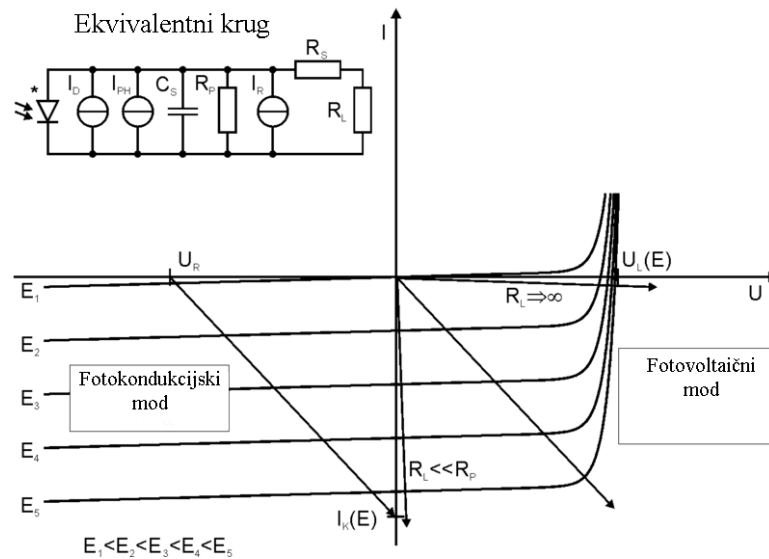 Ekvivalentni krug
I
R_S
* I_D I_PH C_S R_P I_R
R_L
U_R
U_L(E)
E_1
R_L⇒∞
U
E_2
Fotokondukcijski
mod
Fotovoltaični
mod
E_3
E_4
R_L<<R_P
E_5
I_K(E)
E_1<E_2<E_3<E_4<E_5